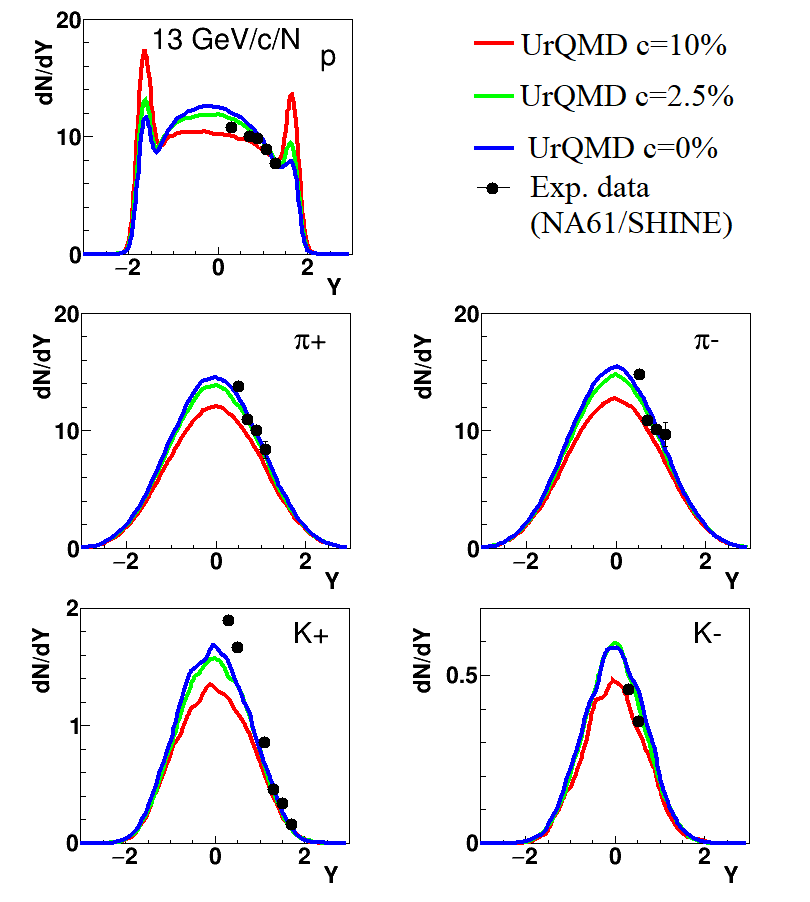 20
13 GeV/c/N
p
dN/dY
10
0
−2 0 2
Y
UrQMD c=10%
UrQMD c=2.5%
UrQMD c=0%
Exp. data
(NA61/SHINE)
20
π+
dN/dY
10
0
−2 0 2
Y
20
π-
dN/dY
10
0
−2 0 2
Y
2
K+
dN/dY
1
0
−2 0 2
Y
K-
dN/dY
0.5
0
−2 0 2
Y